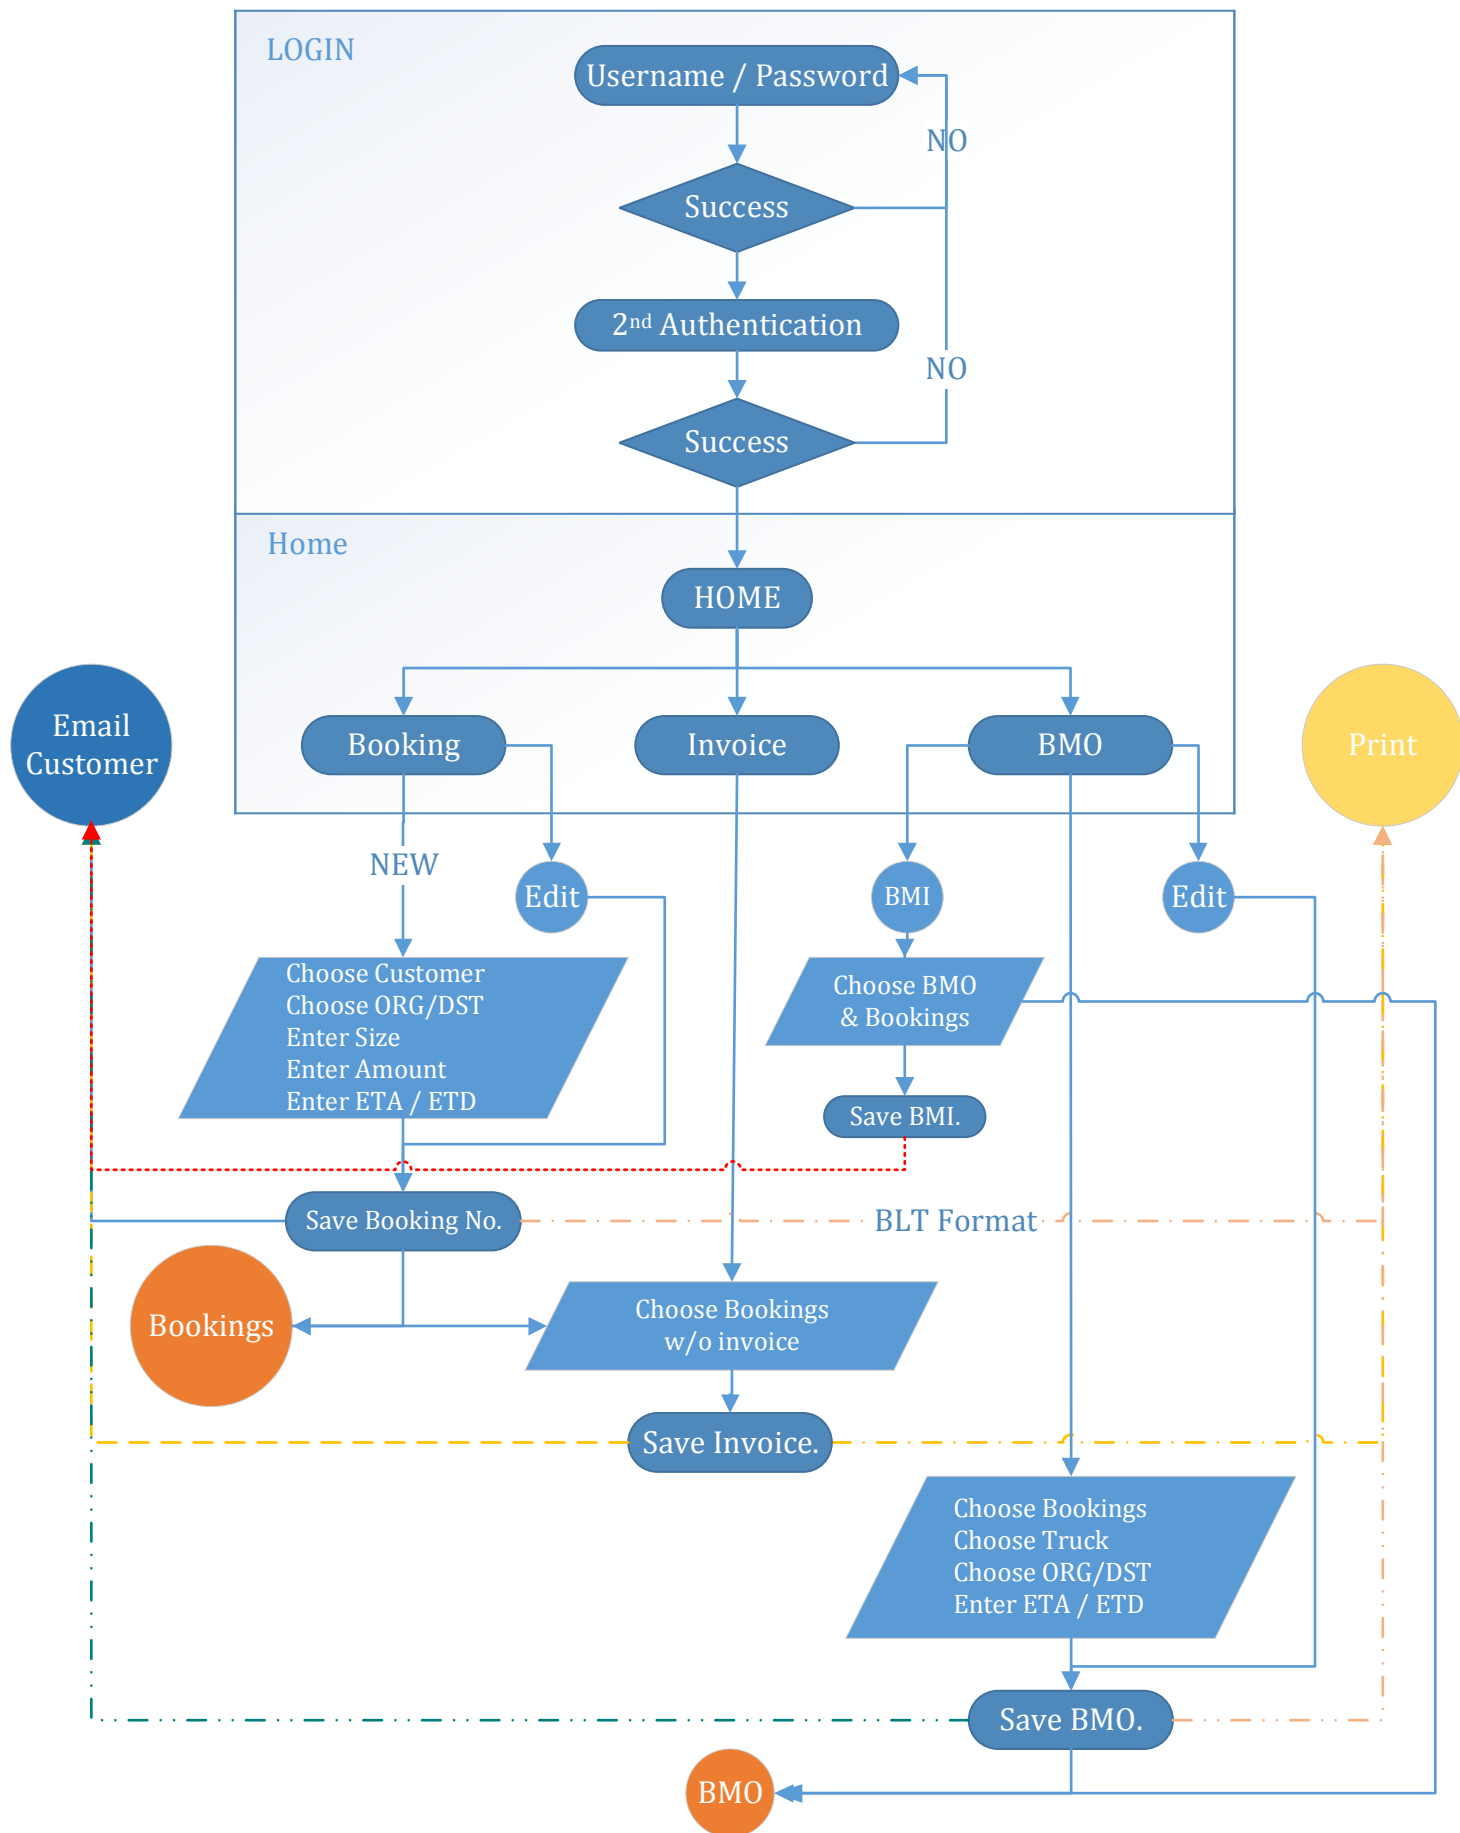 LOGIN
Username / Password
NO
Success
2nd Authentication
NO
Success
Home
HOME
Email
Customer
Booking
Invoice
BMO
Print
NEW
Edit
BMI
Edit
Choose Customer
Choose ORG/DST
Enter Size
Enter Amount
Enter ETA / ETD
Choose BMO
& Bookings
Save BMI.
Save Booking No.
BLT Format
Bookings
Choose Bookings
w/o invoice
Save Invoice.
Choose Bookings
Choose Truck
Choose ORG/DST
Enter ETA / ETD
Save BMO.
BMO